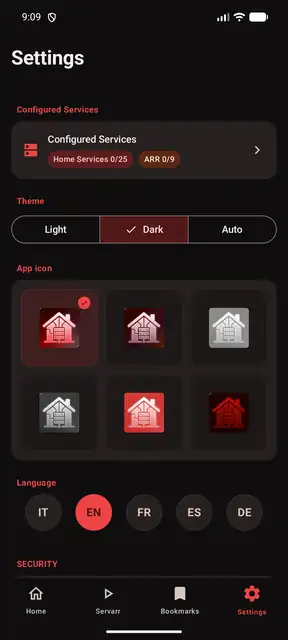 9:09
Settings
Configured Services
Configured Services
Home Services 0/25
ARR 0/9
Theme
Light
Dark
Auto
App icon
Language
IT
EN
FR
ES
DE
SECURITY
Home
Servarr
Bookmarks
Settings